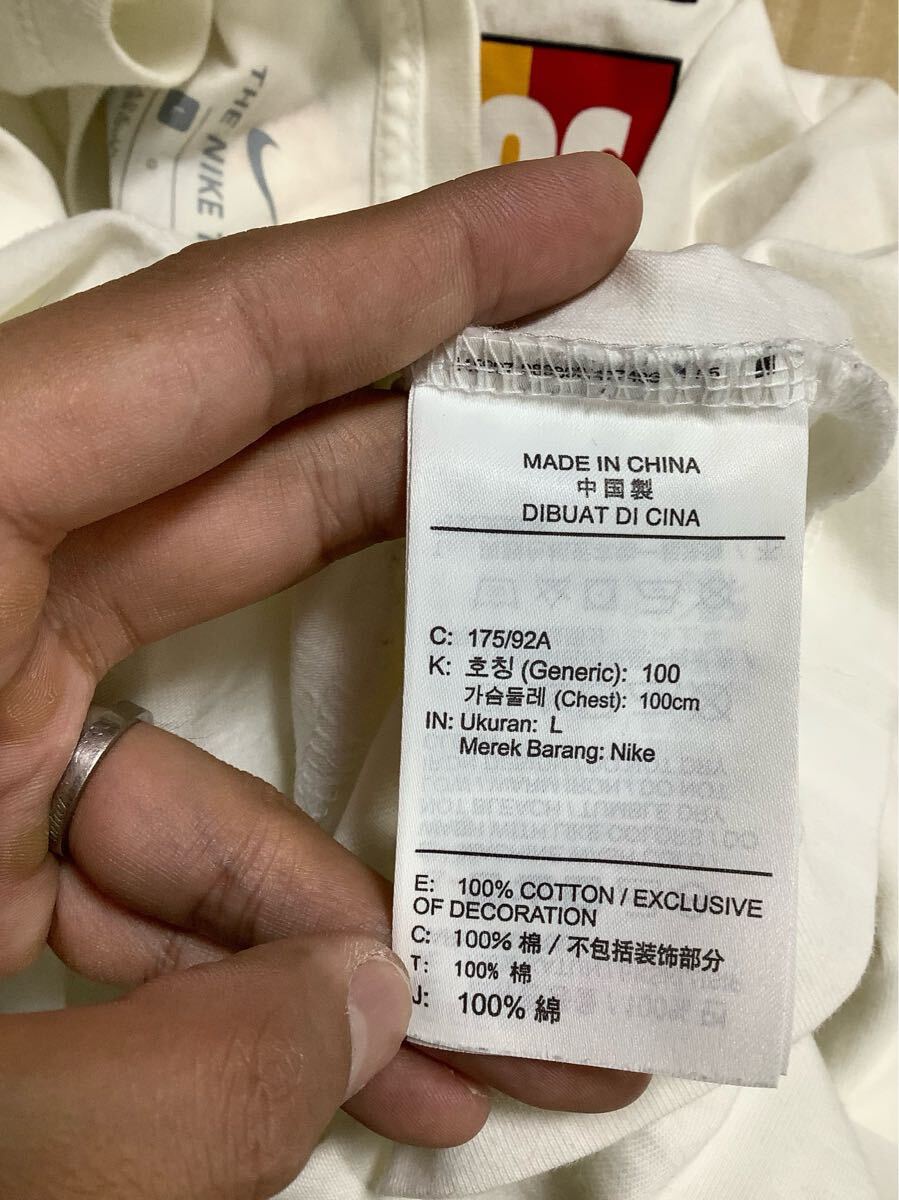 THE NIKE T
L
MADE IN CHINA
中国製
DIBUAT DI CINA
C: 175/92A
K: 호칭 (Generic): 100
가슴둘레 (Chest): 100cm
IN: Ukuran: L
Merek Barang: Nike
E: 100% COTTON / EXCLUSIVE
OF DECORATION
C: 100% 棉 / 不包括装饰部分
T: 100% 棉
J: 100% 綿